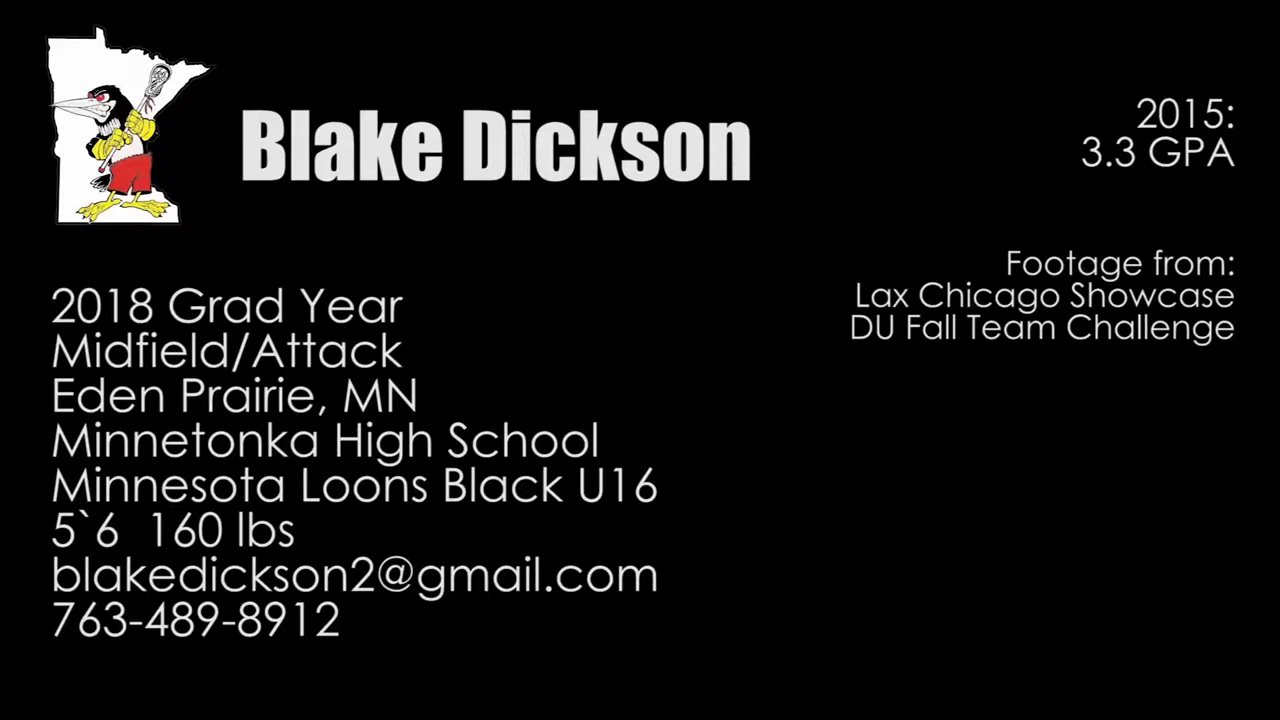 Blake Dickson
2015:
3.3 GPA
Footage from:
Lax Chicago Showcase
DU Fall Team Challenge
2018 Grad Year
Midfield/Attack
Eden Prairie, MN
Minnetonka High School
Minnesota Loons Black U16
5`6  160 lbs
blakedickson2@gmail.com
763-489-8912